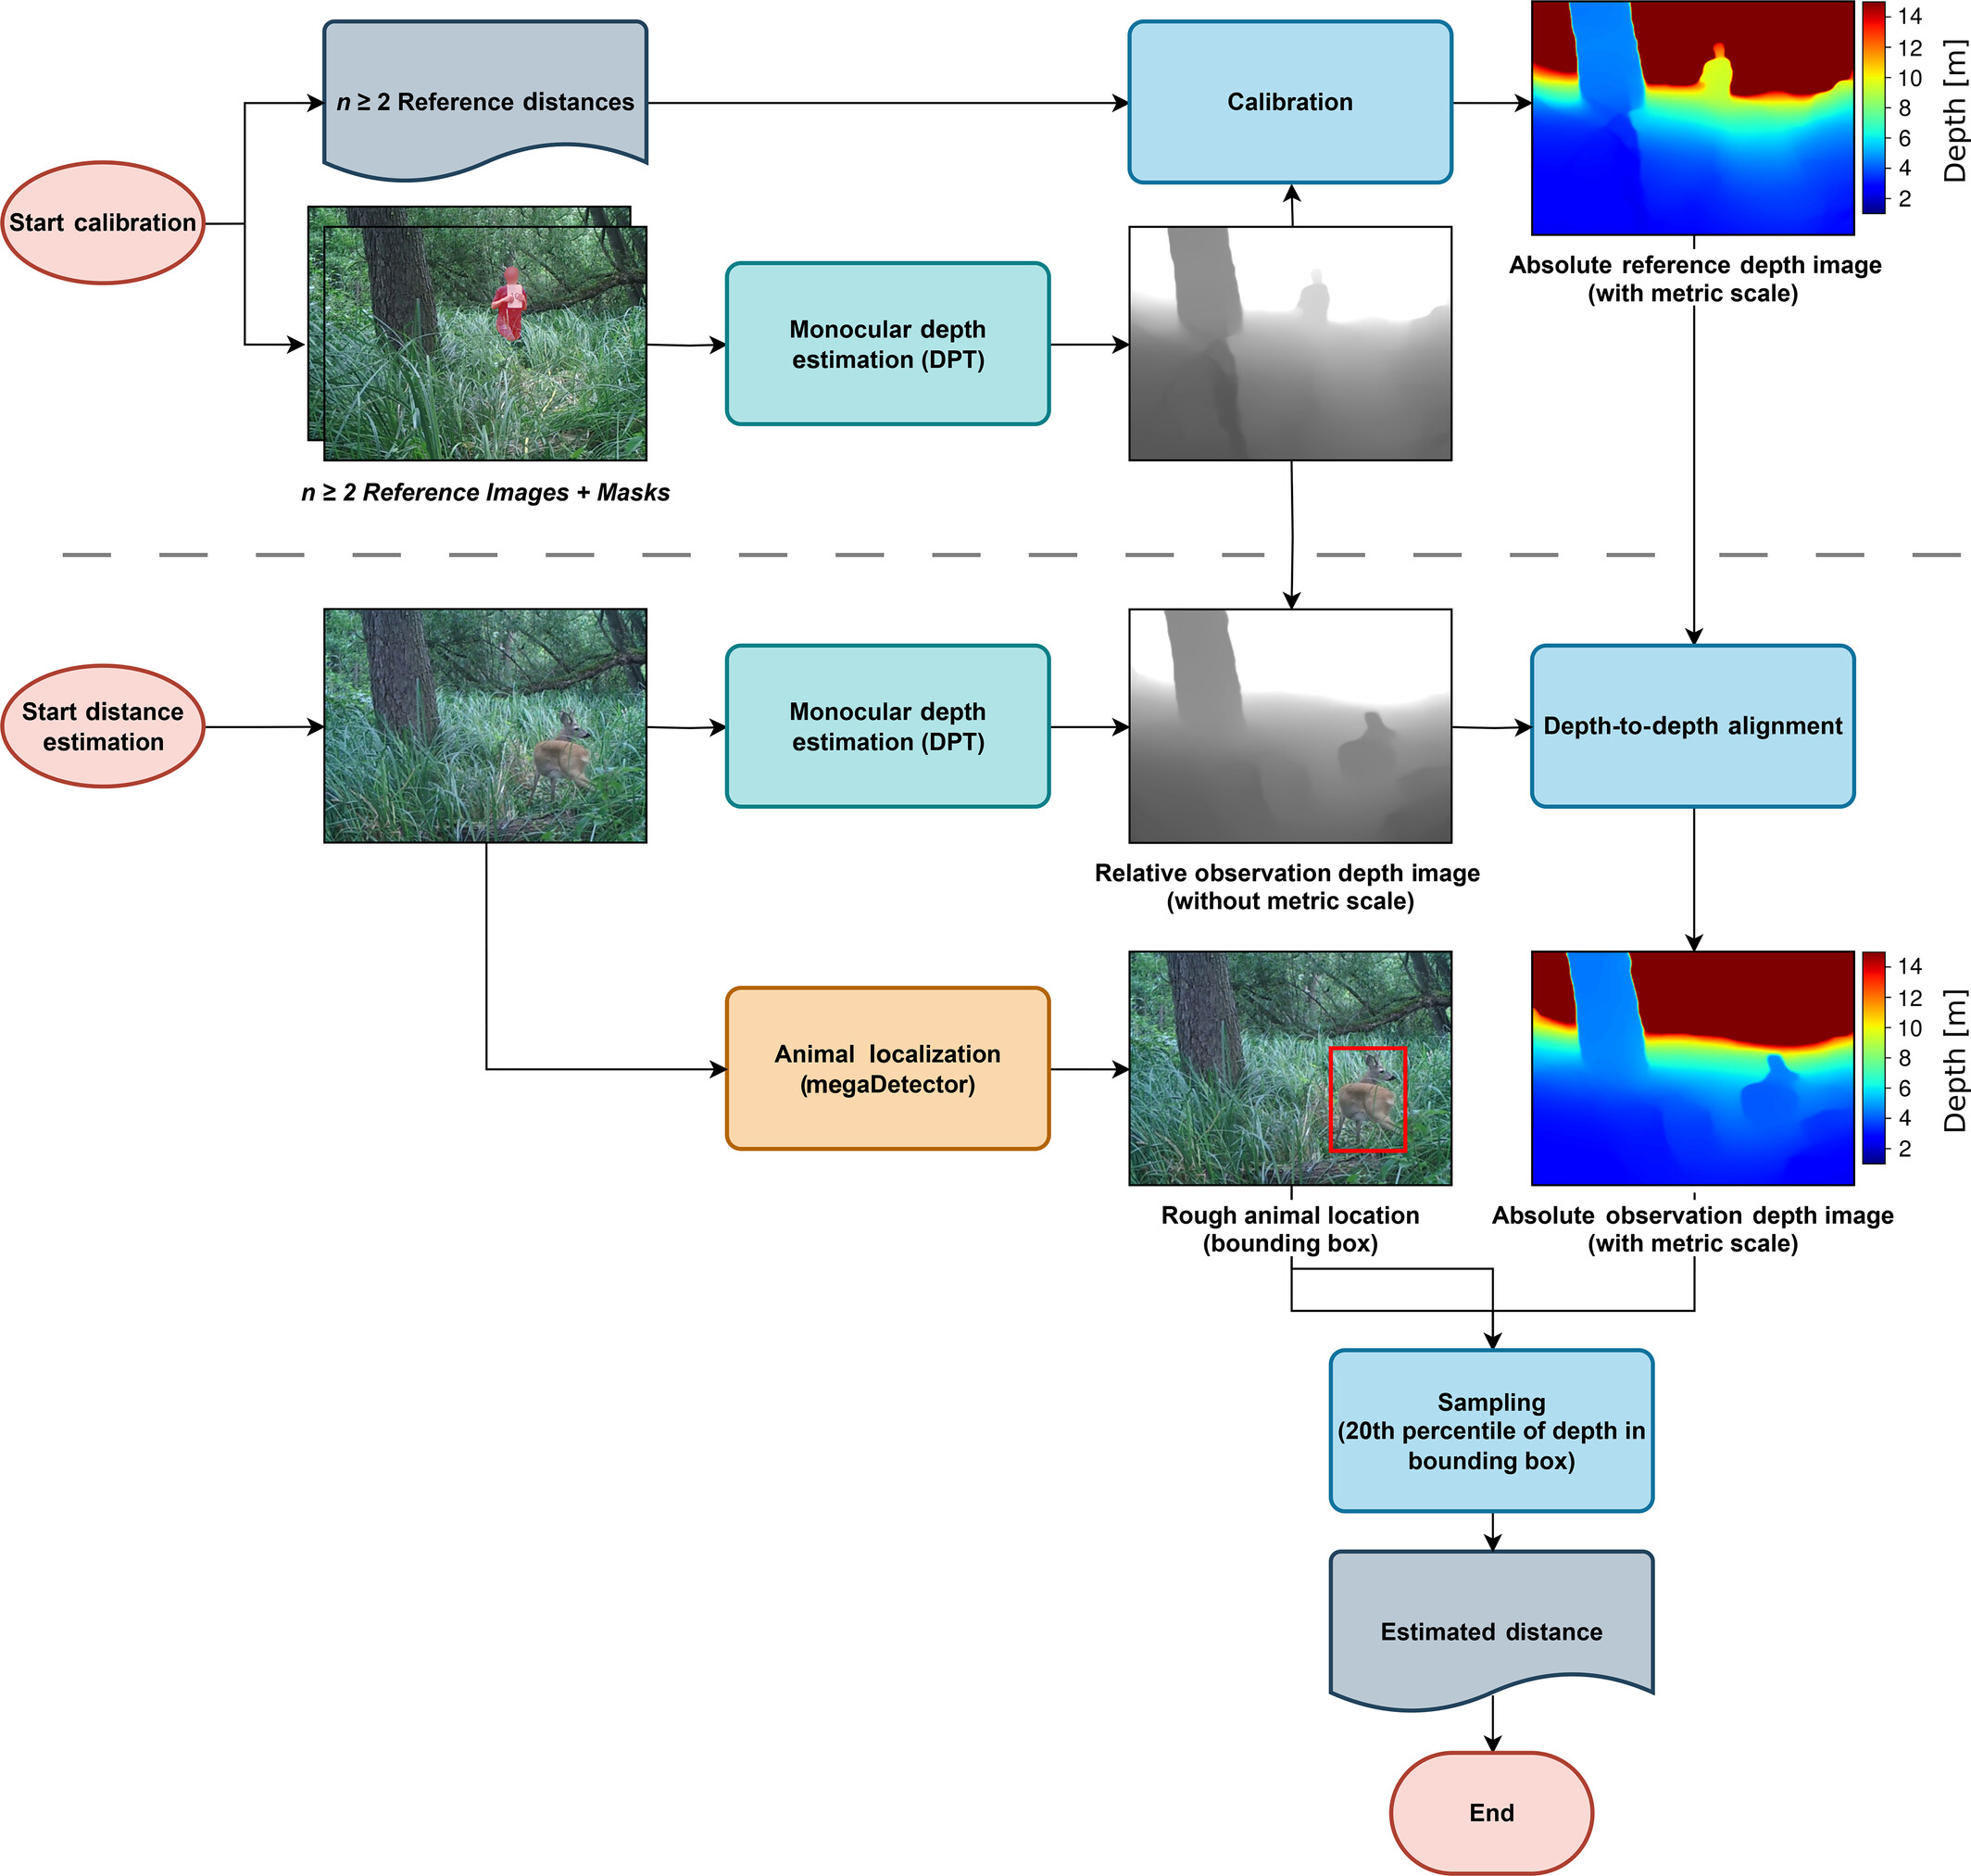 n ≥ 2 Reference distances
Calibration
14
12
10
8
6
4
2
Depth [m]
Start calibration
Absolute reference depth image
(with metric scale)
Monocular depth
estimation (DPT)
n ≥ 2 Reference Images + Masks
Start distance
estimation
Monocular depth
estimation (DPT)
Depth-to-depth alignment
Relative observation depth image
(without metric scale)
Animal localization
(megaDetector)
14
12
10
8
6
4
2
Depth [m]
Rough animal location
(bounding box)
Absolute observation depth image
(with metric scale)
Sampling
(20th percentile of depth in
bounding box)
Estimated distance
End